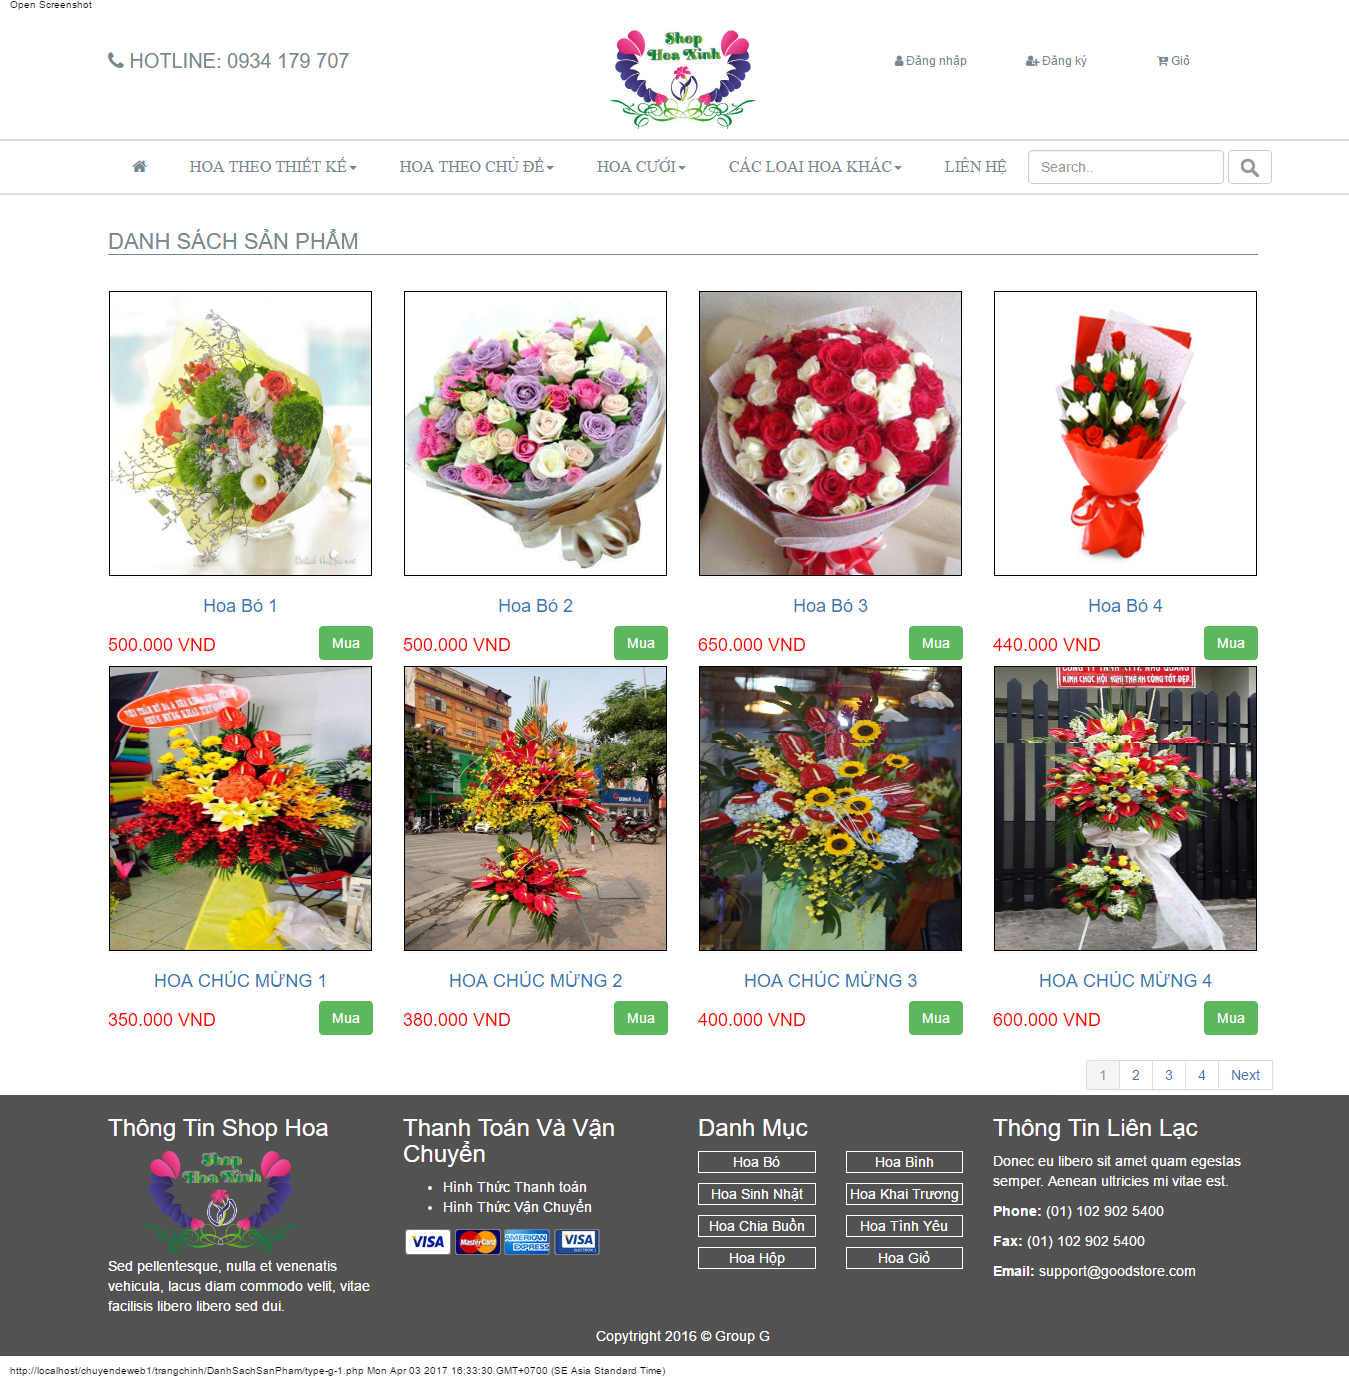 Open Screenshot
HOTLINE: 0934 179 707
Shop
Hoa Xinh
Đăng nhập
Đăng ký
Giỏ
HOA THEO THIẾT KẾ
HOA THEO CHỦ ĐỀ
HOA CƯỚI
CÁC LOẠI HOA KHÁC
LIÊN HỆ
Search..
DANH SÁCH SẢN PHẨM
Hoa Bó 1
Hoa Bó 2
Hoa Bó 3
Hoa Bó 4
500.000 VND
Mua
500.000 VND
Mua
650.000 VND
Mua
440.000 VND
Mua
KÍNH CHÚC HỘI NGHỊ THÀNH CÔNG TỐT ĐẸP
HOA CHÚC MỪNG 1
HOA CHÚC MỪNG 2
HOA CHÚC MỪNG 3
HOA CHÚC MỪNG 4
350.000 VND
Mua
380.000 VND
Mua
400.000 VND
Mua
600.000 VND
Mua
1
2
3
4
Next
Thông Tin Shop Hoa
Shop
Hoa Xinh
Sed pellentesque, nulla et venenatis
vehicula, lacus diam commodo velit, vitae
facilisis libero libero sed dui.
Thanh Toán Và Vận
Chuyển
Hình Thức Thanh toán
Hình Thức Vận Chuyển
VISA
MasterCard
AMERICAN
EXPRESS
VISA
Danh Mục
Hoa Bó
Hoa Bình
Hoa Sinh Nhật
Hoa Khai Trương
Hoa Chia Buồn
Hoa Tình Yêu
Hoa Hộp
Hoa Giỏ
Thông Tin Liên Lạc
Donec eu libero sit amet quam egestas
semper. Aenean ultricies mi vitae est.
Phone: (01) 102 902 5400
Fax: (01) 102 902 5400
Email: support@goodstore.com
Copytright 2016 © Group G
http://localhost/chuyendeweb1/trangchinh/DanhSachSanPham/type-g-1.php Mon Apr 03 2017 16:33:30 GMT+0700 (SE Asia Standard Time)